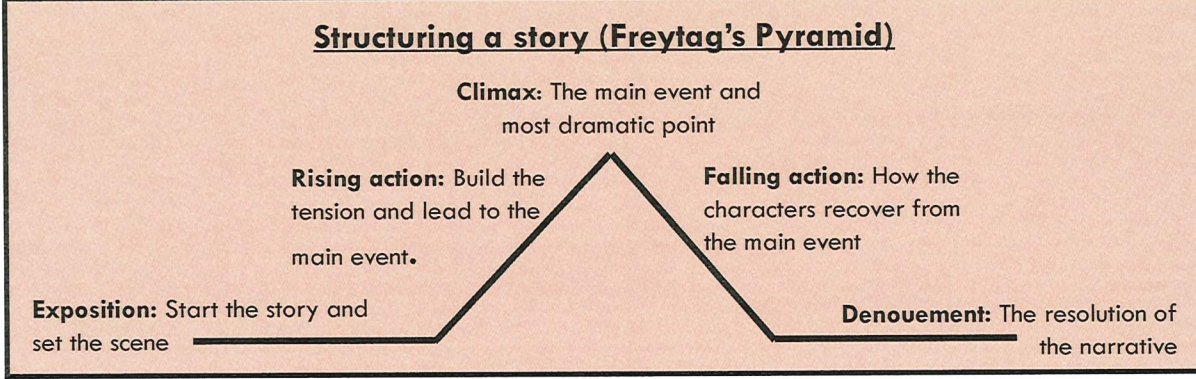 Structuring a story (Freytag's Pyramid)
Climax: The main event and
most dramatic point
Rising action: Build the
tension and lead to the
main event.
Falling action: How the
characters recover from
the main event
Exposition: Start the story and
set the scene
Denouement: The resolution of
the narrative